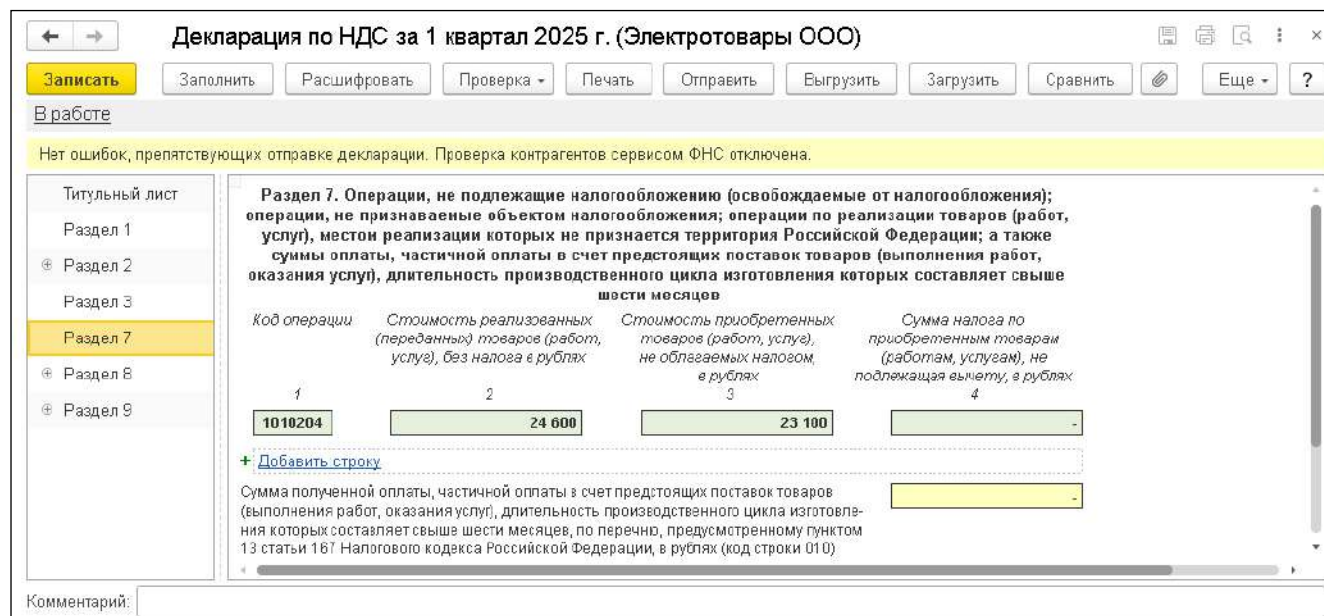 Декларация по НДС за 1 квартал 2025 г. (Электротовары ООО)
Записать Заполнить Расшифровать Проверка Печать Отправить Выгрузить Загрузить Сравнить Еще ?
В работе
Нет ошибок, препятствующих отправке декларации. Проверка контрагентов сервисом ФНС отключена.
Титульный лист
Раздел 1
Раздел 2
Раздел 3
Раздел 7
Раздел 8
Раздел 9
Раздел 7. Операции, не подлежащие налогообложению (освобождаемые от налогообложения);
операции, не признаваемые объектом налогообложения; операции по реализации товаров (работ,
услуг), местом реализации которых не признается территория Российской Федерации; а также
суммы оплаты, частичной оплаты в счет предстоящих поставок товаров (выполнения работ,
оказания услуг), длительность производственного цикла изготовления которых составляет свыше
шести месяцев
Код операции Стоимость реализованных Стоимость приобретенных Сумма налога по
(переданных) товаров (работ, товаров (работ, услуг), приобретенным товарам
услуг), без налога в рублях не облагаемых налогом, (работам, услугам), не
в рублях подлежащая вычету, в рублях
1 2 3 4
1010204 24 600 23 100 -
+ Добавить строку
Сумма полученной оплаты, частичной оплаты в счет предстоящих поставок товаров -
(выполнения работ, оказания услуг), длительность производственного цикла изготовле-
ния которых составляет свыше шести месяцев, по перечню, предусмотренному пунктом
13 статьи 167 Налогового кодекса Российской Федерации, в рублях (код строки 010)
Комментарий: